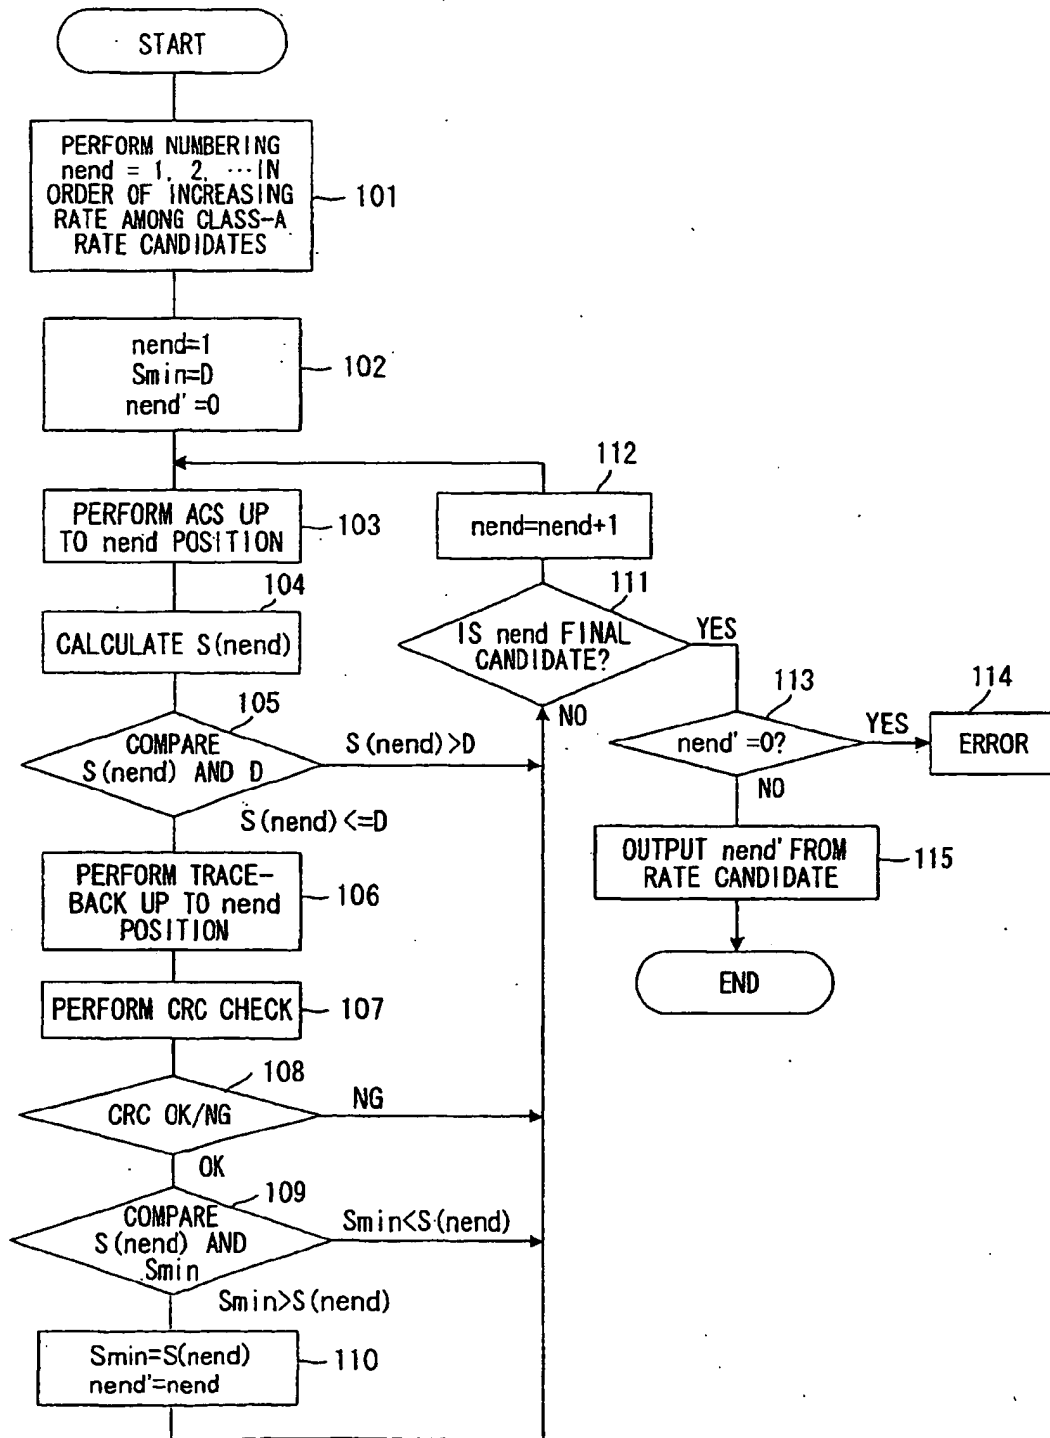 START
PERFORM NUMBERING
nend = 1, 2, ⋯ IN
ORDER OF INCREASING
RATE AMONG CLASS-A
RATE CANDIDATES
101
nend=1
Smin=D
nend'=0
102
PERFORM ACS UP
TO nend POSITION
103
104
CALCULATE S(nend)
105
COMPARE
S(nend) AND D
S(nend)>D
S(nend)<=D
PERFORM TRACE-
BACK UP TO nend
POSITION
106
PERFORM CRC CHECK
107
108
CRC OK/NG
NG
OK
109
COMPARE
S(nend) AND
Smin
Smin<S(nend)
Smin>S(nend)
Smin=S(nend)
nend'=nend
110
112
nend=nend+1
111
IS nend FINAL
CANDIDATE?
YES
NO
113
nend'=0?
YES
NO
114
ERROR
OUTPUT nend' FROM
RATE CANDIDATE
115
END